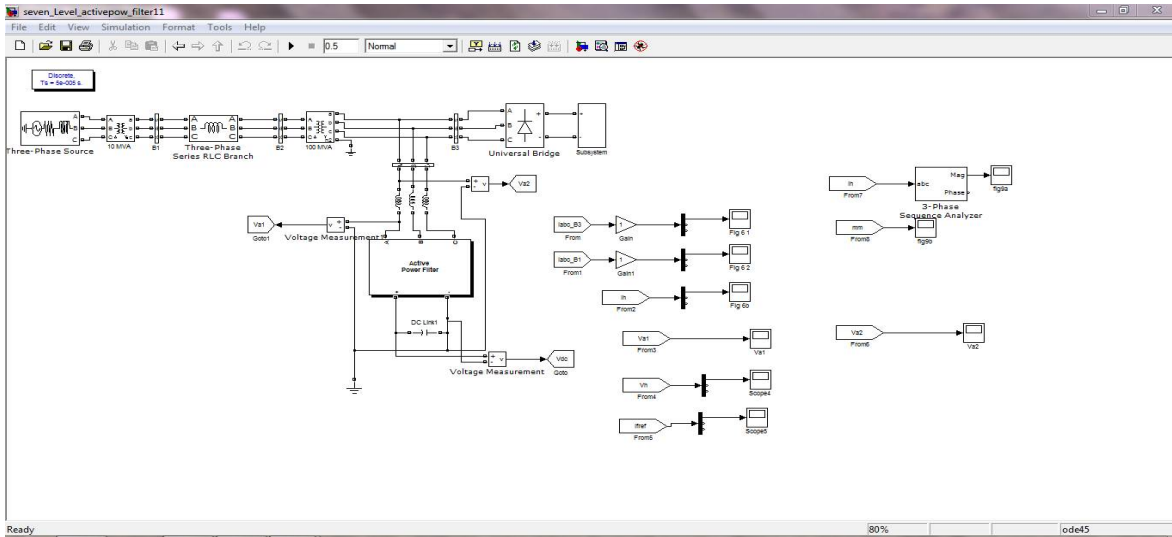 seven_Level_activepow_filter11
File Edit View Simulation Format Tools Help
0.5 Normal
Discrete,
Ts = 5e-005 s.
Three-Phase Source
10 MVA
B1
Three-Phase
Series RLC Branch
B2
100 MVA
B3
Universal Bridge
Subsystem
Va2
Va1
Goto1
Voltage Measurement1
A B C
Active
Power Filter
DC Link1
Voltage Measurement
Vdc
Goto
Iabc_B3
From
1
Gain
Fig 6 1
Iabc_B1
From1
1
Gain1
Fig 6 2
Ih
From2
Fig 6b
Va1
From3
Va1
Vh
From4
Scope4
Ifref
From5
Scope5
Ih
From7
abc
Mag
Phase
3-Phase
Sequence Analyzer
fig9a
mm
fig9b
Va2
From6
Va2
Ready
80%
ode45